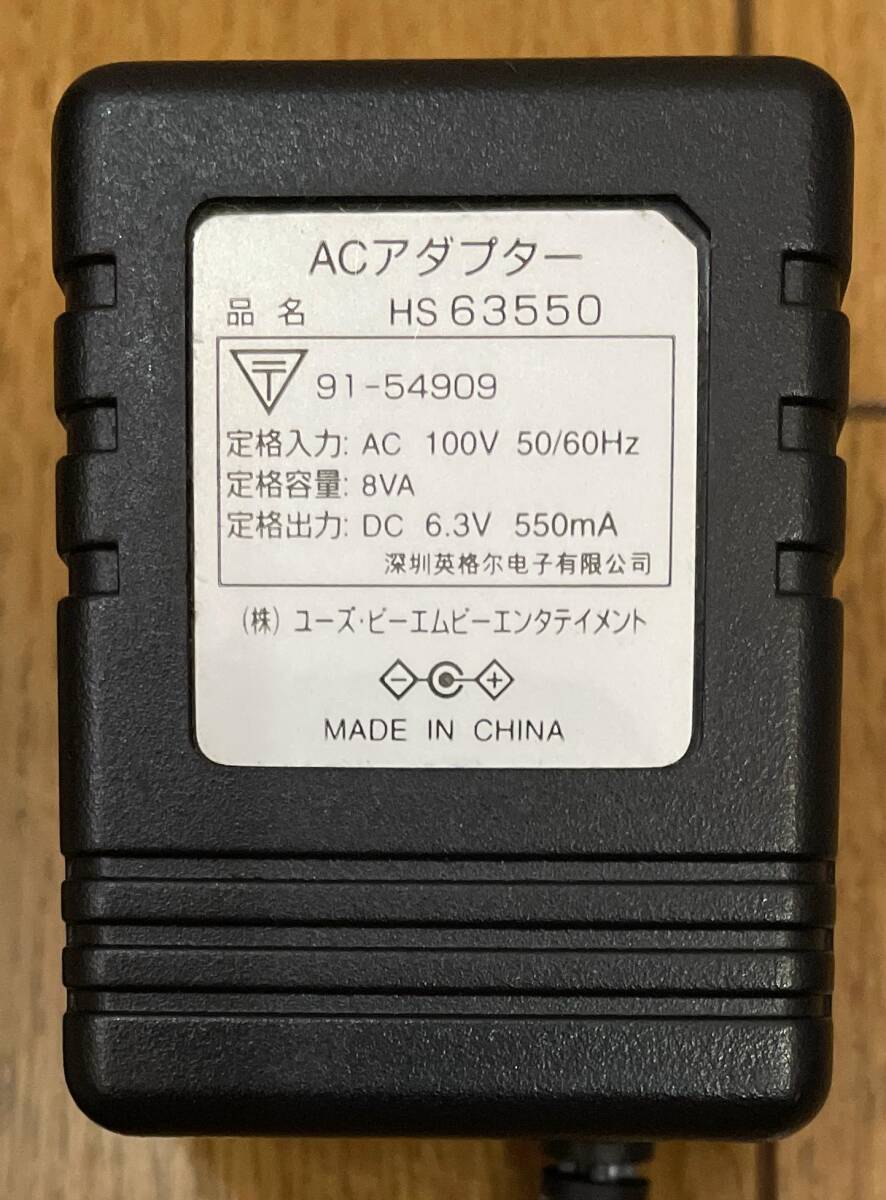 ACアダプター
品名 HS 63550
〒 91-54909
定格入力: AC 100V 50/60Hz
定格容量: 8VA
定格出力: DC 6.3V 550mA
深圳英格尔电子有限公司
(株) ユーズ・ビーエムビーエンタテイメント
MADE IN CHINA